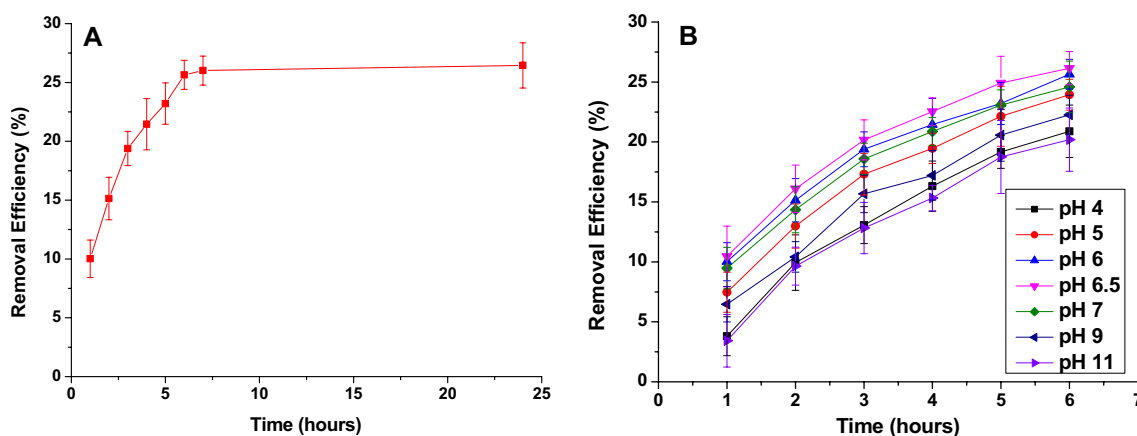 A
Removal Efficiency (%)
30
25
20
15
10
5
0
0 5 10 15 20 25
Time (hours)
B
Removal Efficiency (%)
30
25
20
15
10
5
0
0 1 2 3 4 5 6 7
Time (hours)
pH 4
pH 5
pH 6
pH 6.5
pH 7
pH 9
pH 11